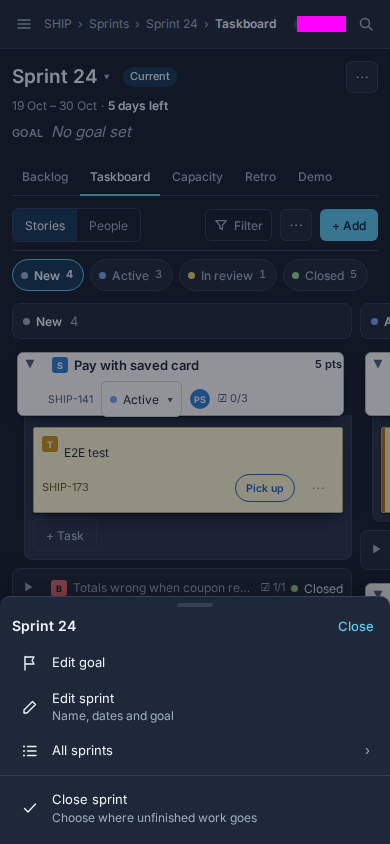 SHIP › Sprints › Sprint 24 › Taskboard
Sprint 24 ▾ Current ···
19 Oct – 30 Oct · 5 days left
GOAL No goal set
Backlog Taskboard Capacity Retro Demo
Stories People Filter ··· + Add
New 4 Active 3 In review 1 Closed 5
New 4 A
▼ S Pay with saved card 5 pts
SHIP-141 Active ▾ PS ☑ 0/3
T E2E test
SHIP-173 Pick up ···
+ Task
▶ B Totals wrong when coupon re... ☑ 1/1 Closed
Sprint 24 Close
Edit goal
Edit sprint
Name, dates and goal
All sprints ›
Close sprint
Choose where unfinished work goes